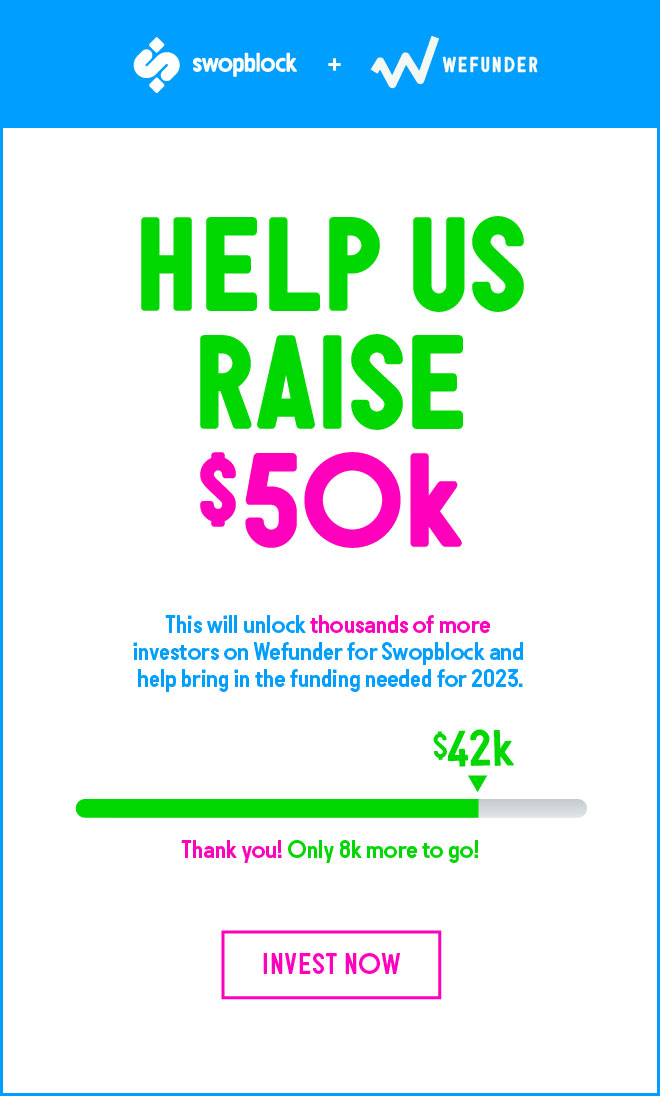 swopblock + WEFUNDER
HELP US
RAISE
$50k
This will unlock thousands of more
investors on Wefunder for Swopblock and
help bring in the funding needed for 2023.
$42k
Thank you! Only 8k more to go!
INVEST NOW